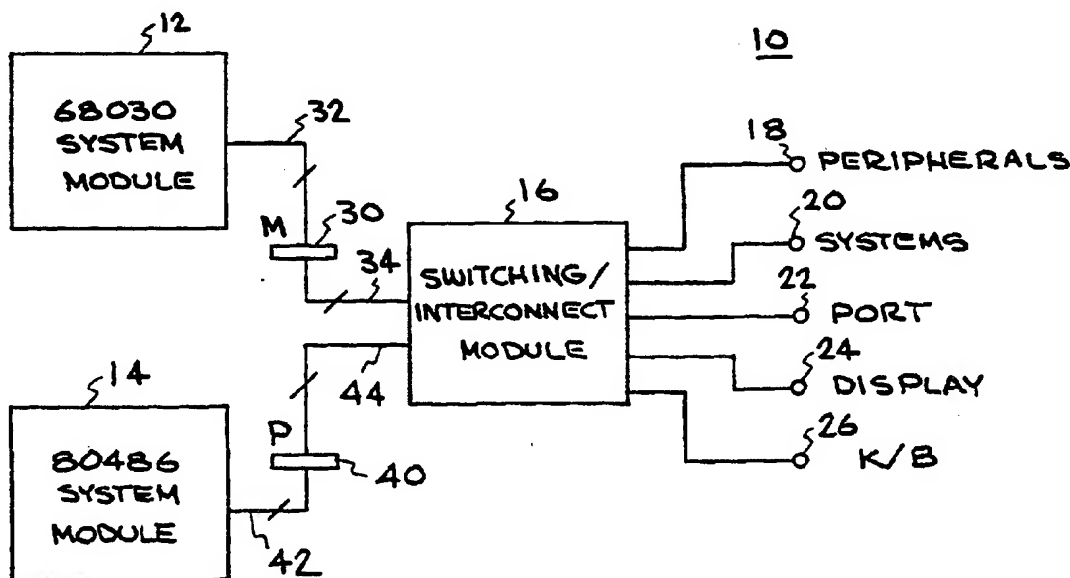 12
10
68030
SYSTEM
MODULE
32
18
PERIPHERALS
16
20
M
30
SYSTEMS
34
SWITCHING/
INTERCONNECT
MODULE
22
PORT
24
DISPLAY
14
44
P
26
K/B
80486
SYSTEM
MODULE
40
42